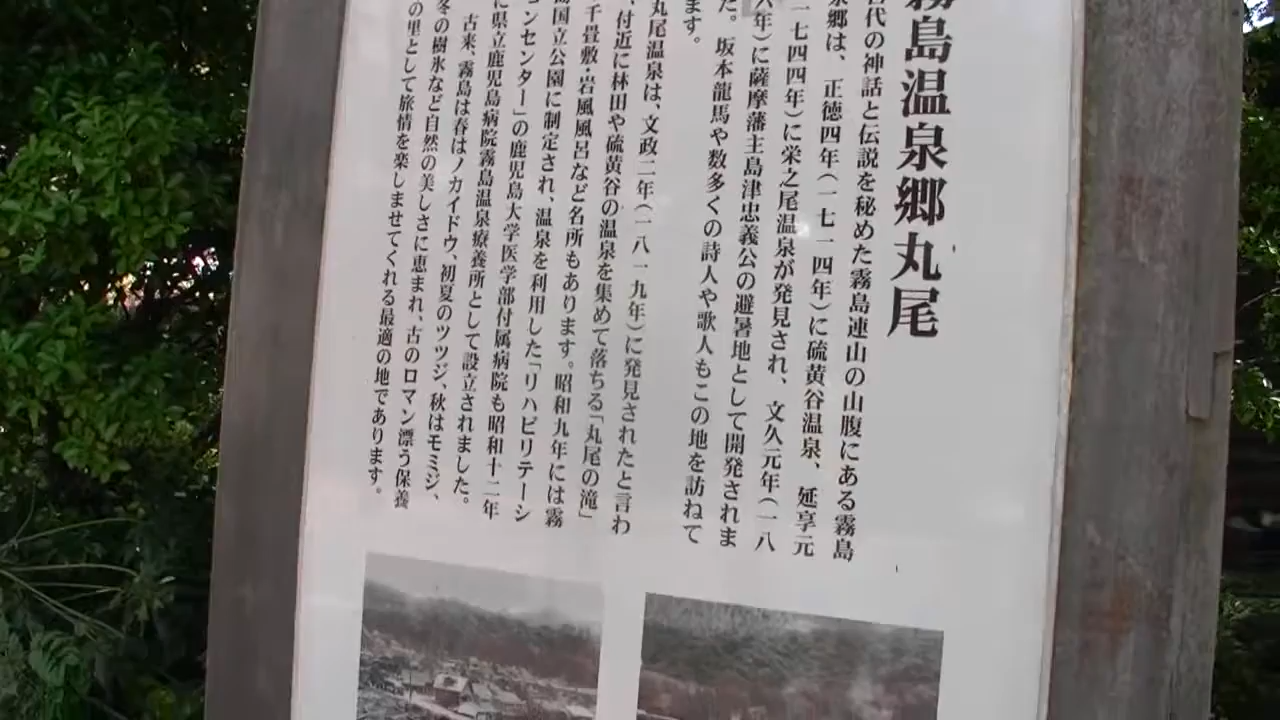 霧島温泉郷丸尾
古代の神話と伝説を秘めた霧島連山の山腹にある霧島
泉郷は、正徳四年(一七一四年)に硫黄谷温泉、延享元
一七四四年)に栄之尾温泉が発見され、文久元年(一八
六年)に薩摩藩主島津忠義公の避暑地として開発されま
た。坂本龍馬や数多くの詩人や歌人もこの地を訪ねて
ます。
丸尾温泉は、文政二年(一八一九年)に発見されたと言わ
、付近に林田や硫黄谷の温泉を集めて落ちる「丸尾の滝」
千畳敷・岩風風呂など名所もあります。昭和九年には霧
島国立公園に制定され、温泉を利用した「リハビリテーシ
ョンセンター」の鹿児島大学医学部付属病院も昭和十二年
に県立鹿児島病院霧島温泉療養所として設立されました。
古来、霧島は春はノカイドウ、初夏のツツジ、秋はモミジ、
冬の樹氷など自然の美しさに恵まれ、古のロマン漂う保養
の里として旅情を楽しませてくれる最適の地であります。